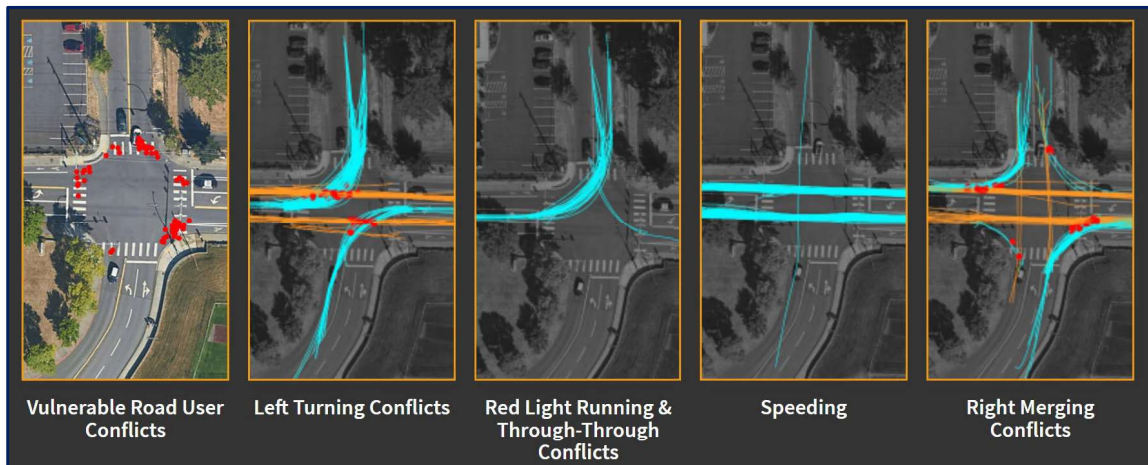 Vulnerable Road User
Conflicts
Left Turning Conflicts
Red Light Running &
Through-Through
Conflicts
Speeding
Right Merging
Conflicts